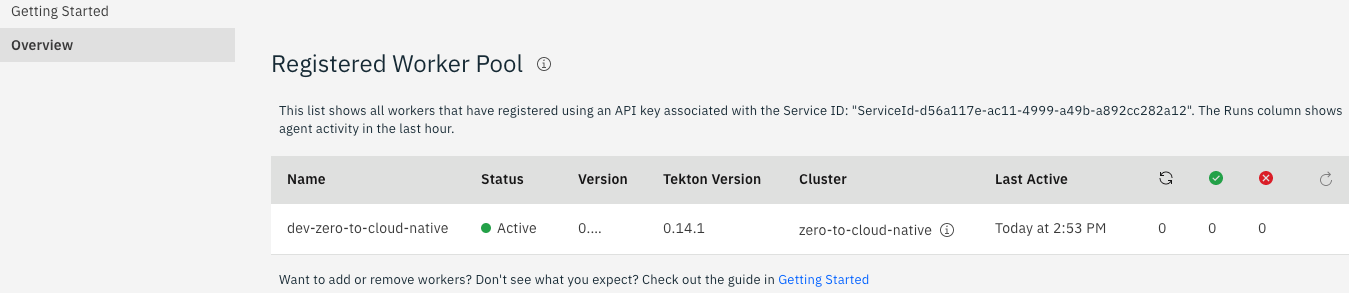 Getting Started
Overview
Registered Worker Pool
This list shows all workers that have registered using an API key associated with the Service ID: "ServiceId-d56a117e-ac11-4999-a49b-a892cc282a12". The Runs column shows
agent activity in the last hour.
Name Status Version Tekton Version Cluster Last Active
dev-zero-to-cloud-native Active 0.... 0.14.1 zero-to-cloud-native Today at 2:53 PM 0 0 0
Want to add or remove workers? Don't see what you expect? Check out the guide in Getting Started